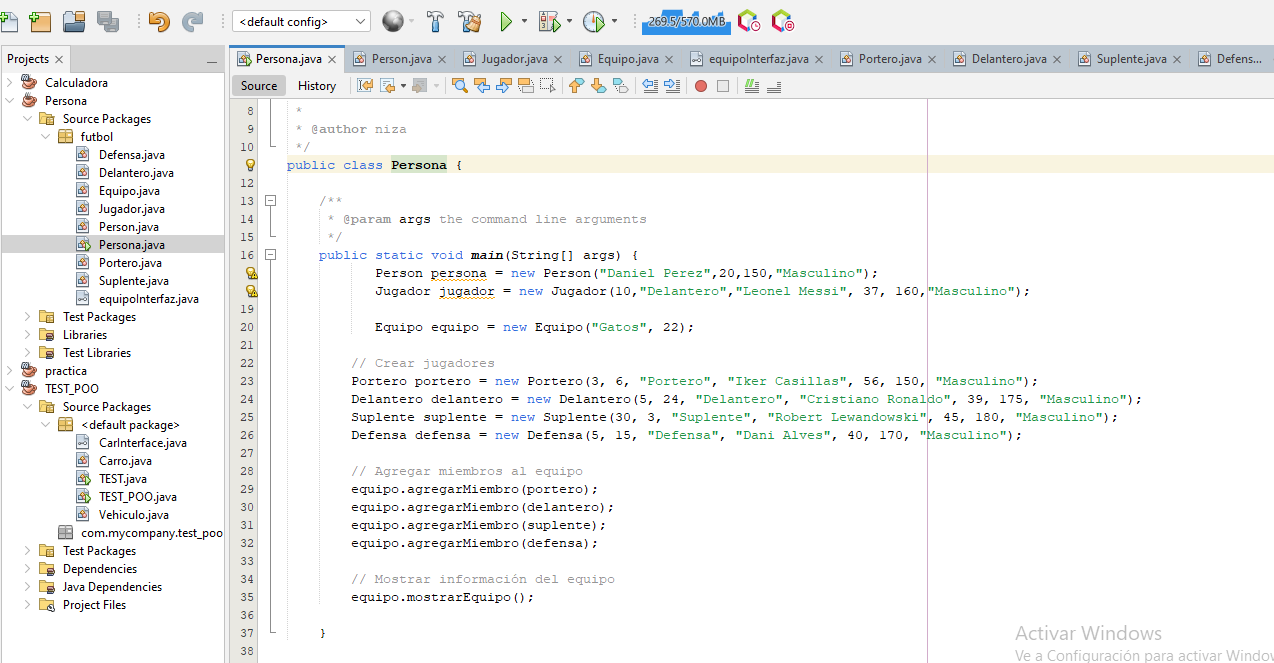 <default config>
269.5/570.0MB
Projects
Calculadora
Persona
Source Packages
futbol
Defensa.java
Delantero.java
Equipo.java
Jugador.java
Person.java
Persona.java
Portero.java
Suplente.java
equipoInterfaz.java
Test Packages
Libraries
Test Libraries
practica
TEST_POO
Source Packages
<default package>
CarInterface.java
Carro.java
TEST.java
TEST_POO.java
Vehiculo.java
com.mycompany.test_poo
Test Packages
Dependencies
Java Dependencies
Project Files
Persona.java Person.java Jugador.java Equipo.java equipoInterfaz.java Portero.java Delantero.java Suplente.java Defens...
Source History
8 *
9 * @author niza
10 */
public class Persona {
12
13 /**
14 * @param args the command line arguments
15 */
16 public static void main(String[] args) {
Person persona = new Person("Daniel Perez",20,150,"Masculino");
Jugador jugador = new Jugador(10,"Delantero","Leonel Messi", 37, 160,"Masculino");
19
20 Equipo equipo = new Equipo("Gatos", 22);
21
22 // Crear jugadores
23 Portero portero = new Portero(3, 6, "Portero", "Iker Casillas", 56, 150, "Masculino");
24 Delantero delantero = new Delantero(5, 24, "Delantero", "Cristiano Ronaldo", 39, 175, "Masculino");
25 Suplente suplente = new Suplente(30, 3, "Suplente", "Robert Lewandowski", 45, 180, "Masculino");
26 Defensa defensa = new Defensa(5, 15, "Defensa", "Dani Alves", 40, 170, "Masculino");
27
28 // Agregar miembros al equipo
29 equipo.agregarMiembro(portero);
30 equipo.agregarMiembro(delantero);
31 equipo.agregarMiembro(suplente);
32 equipo.agregarMiembro(defensa);
33
34 // Mostrar información del equipo
35 equipo.mostrarEquipo();
36
37 }
38
Activar Windows
Ve a Configuración para activar Window